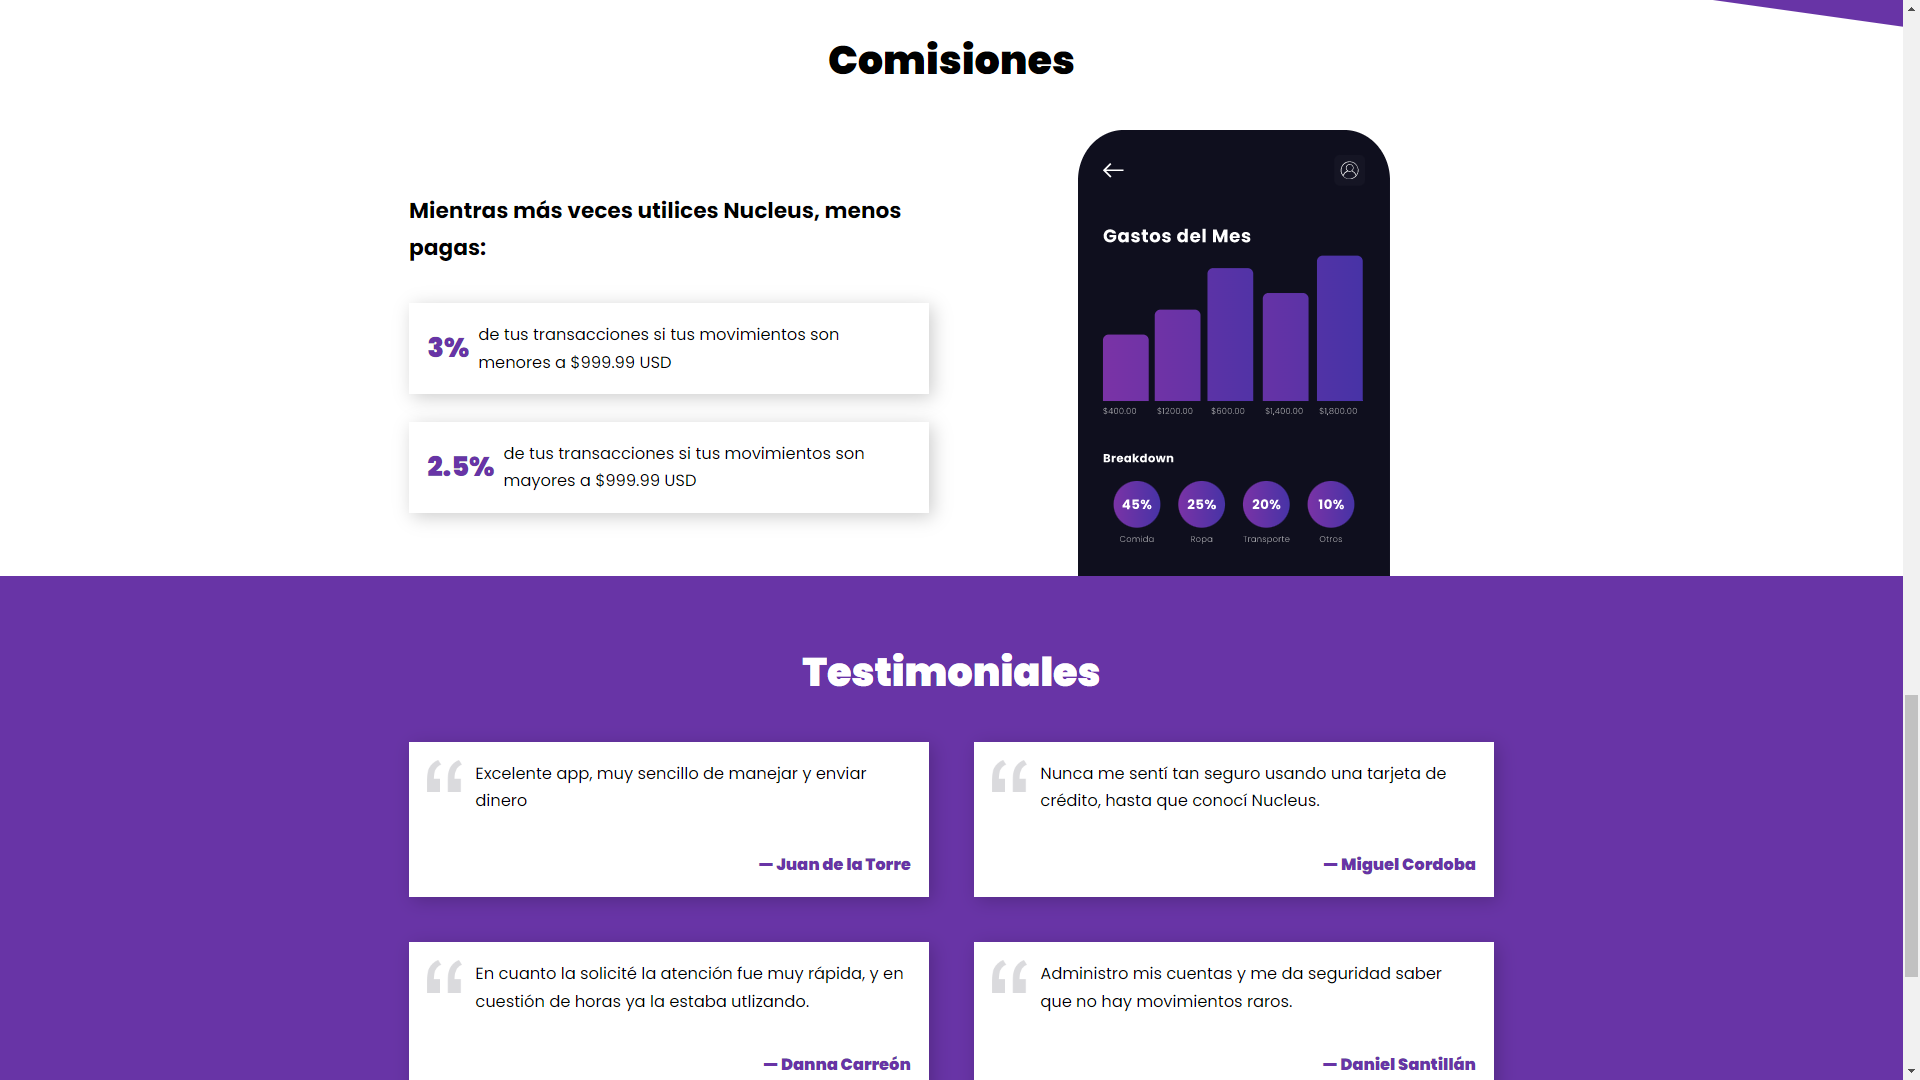 Comisiones
Mientras más veces utilices Nucleus, menos
pagas:
3%
de tus transacciones si tus movimientos son
menores a $999.99 USD
2.5%
de tus transacciones si tus movimientos son
mayores a $999.99 USD
Gastos del Mes
$400.00 $1200.00 $600.00 $1,400.00 $1,800.00
Breakdown
45% 25% 20% 10%
Comida Ropa Transporte Otros
Testimoniales
Excelente app, muy sencillo de manejar y enviar
dinero
— Juan de la Torre
Nunca me sentí tan seguro usando una tarjeta de
crédito, hasta que conocí Nucleus.
— Miguel Cordoba
En cuanto la solicité la atención fue muy rápida, y en
cuestión de horas ya la estaba utlizando.
— Danna Carreón
Administro mis cuentas y me da seguridad saber
que no hay movimientos raros.
— Daniel Santillán